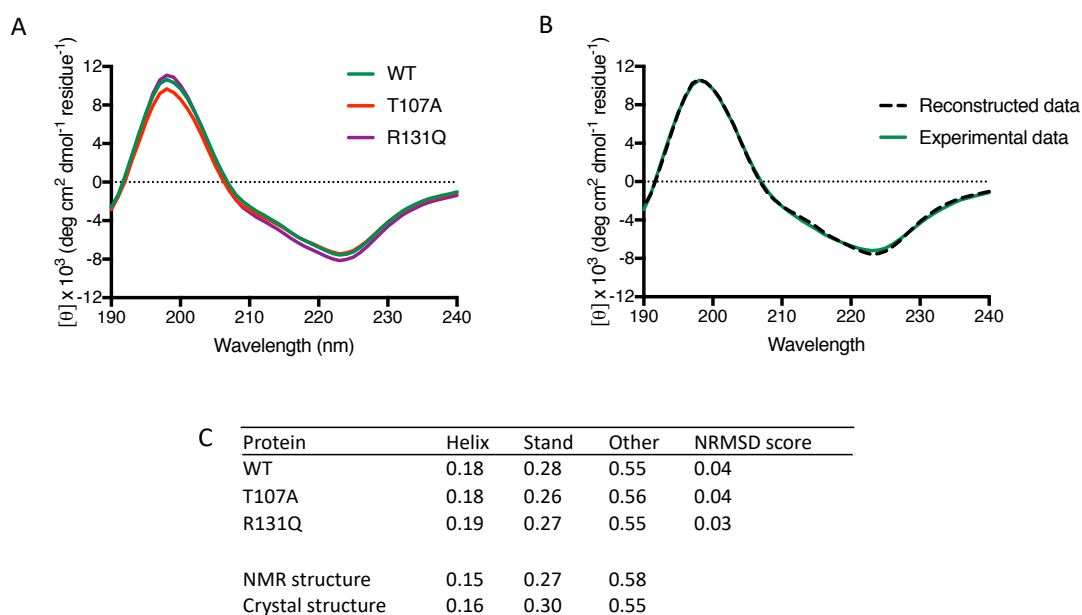 A
[θ] x 10³ (deg cm² dmol⁻¹ residue⁻¹)
12
8
4
0
-4
-8
-12
190 200 210 220 230 240
Wavelength (nm)
WT
T107A
R131Q
B
[θ] x 10³ (deg cm² dmol⁻¹ residue⁻¹)
12
8
4
0
-4
-8
-12
190 200 210 220 230 240
Wavelength
Reconstructed data
Experimental data
C
Protein Helix Stand Other NRMSD score
WT 0.18 0.28 0.55 0.04
T107A 0.18 0.26 0.56 0.04
R131Q 0.19 0.27 0.55 0.03
NMR structure 0.15 0.27 0.58
Crystal structure 0.16 0.30 0.55